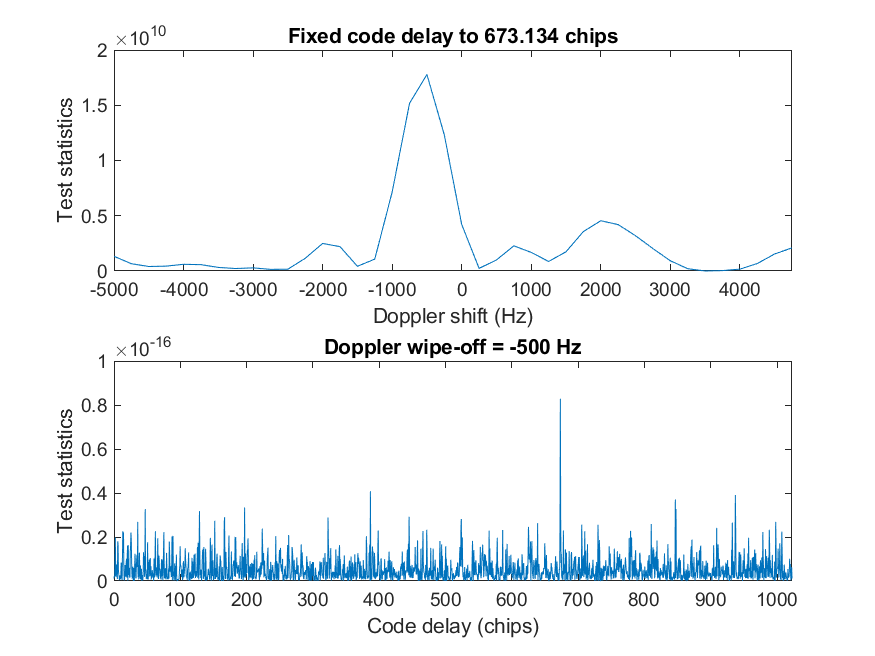 Fixed code delay to 673.134 chips
×10^10
2
1.5
1
0.5
0
Test statistics
-5000 -4000 -3000 -2000 -1000 0 1000 2000 3000 4000
Doppler shift (Hz)
Doppler wipe-off = -500 Hz
×10^-16
1
0.8
0.6
0.4
0.2
0
Test statistics
0 100 200 300 400 500 600 700 800 900 1000
Code delay (chips)